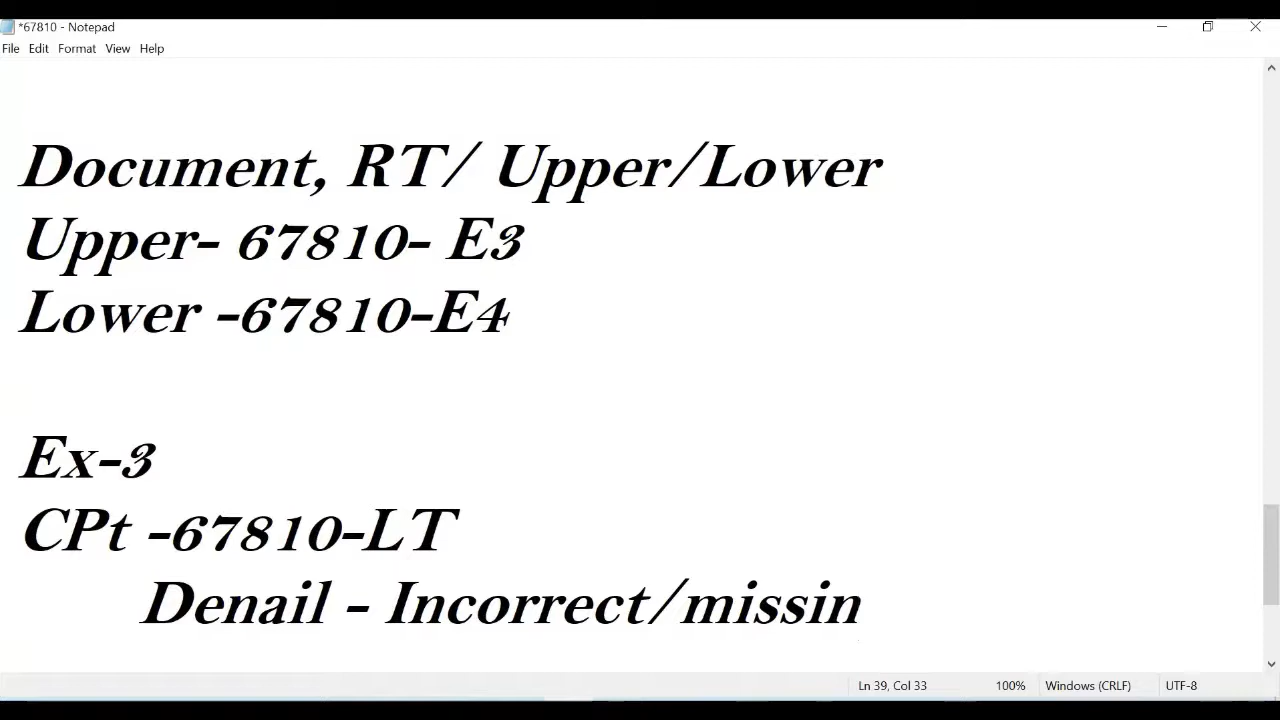 *67810 - Notepad
File Edit Format View Help
Document, RT/ Upper/Lower
Upper- 67810- E3
Lower -67810-E4
Ex-3
CPt -67810-LT
Denail - Incorrect/missin
Ln 39, Col 33 100% Windows (CRLF) UTF-8